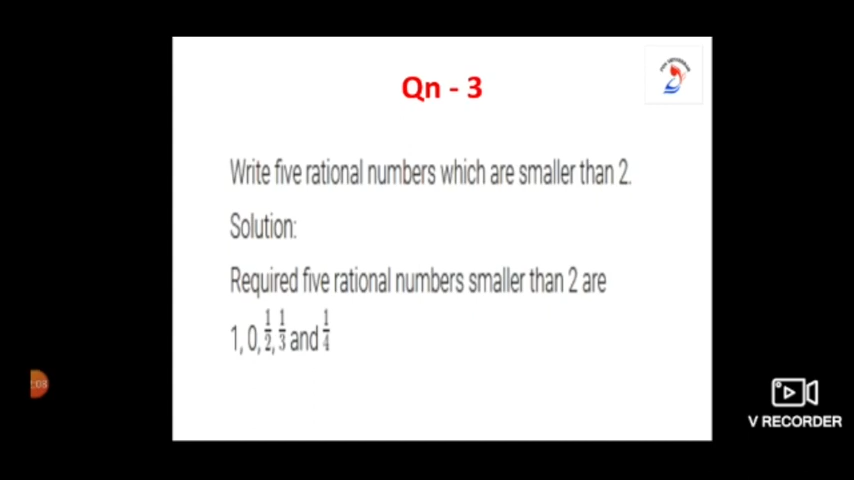 Qn - 3
Write five rational numbers which are smaller than 2.
Solution:
Required five rational numbers smaller than 2 are
1, 0, 1/2, 1/3 and 1/4
:03
V RECORDER